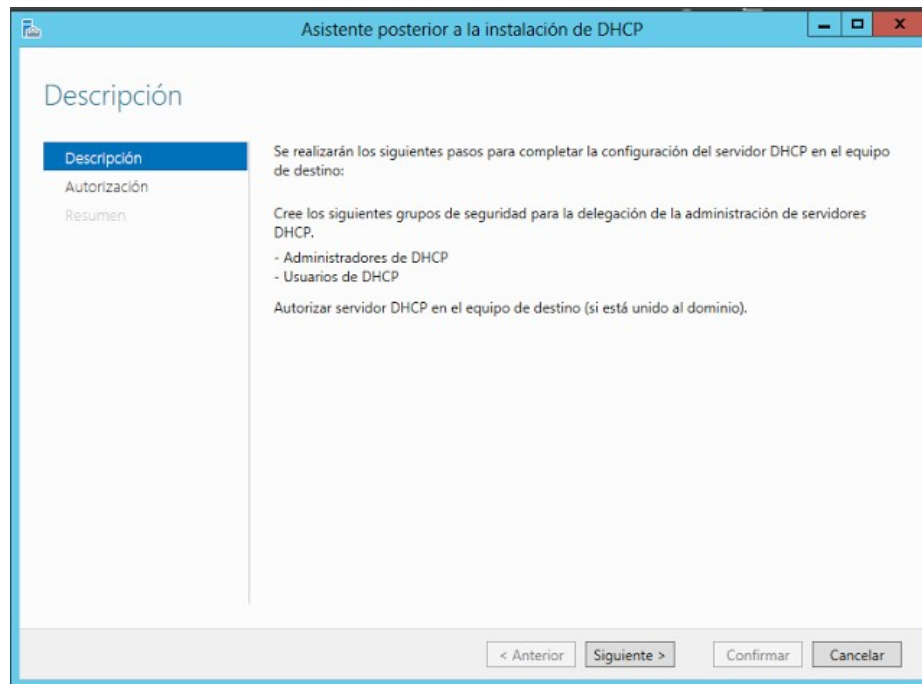 Asistente posterior a la instalación de DHCP
Descripción
Descripción
Autorización
Resumen
Se realizarán los siguientes pasos para completar la configuración del servidor DHCP en el equipo
de destino:
Cree los siguientes grupos de seguridad para la delegación de la administración de servidores
DHCP.
- Administradores de DHCP
- Usuarios de DHCP
Autorizar servidor DHCP en el equipo de destino (si está unido al dominio).
< Anterior
Siguiente >
Confirmar
Cancelar